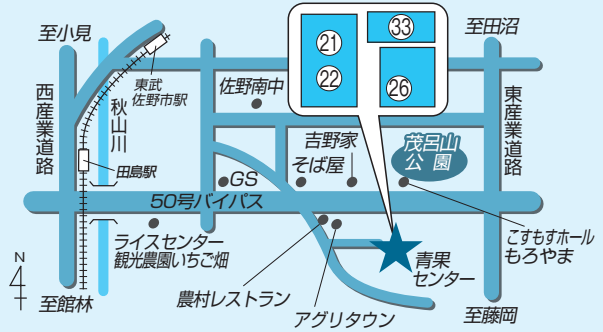 至小見
東武
佐野市駅
西産業道路
秋山川
田島駅
佐野南中
吉野家
そば屋
GS
50号バイパス
ライスセンター
観光農園いちご畑
至館林
N
4
農村レストラン
アグリタウン
21
22
33
26
至田沼
東産業道路
茂呂山
公園
こすもすホール
もろやま
青果
センター
至藤岡